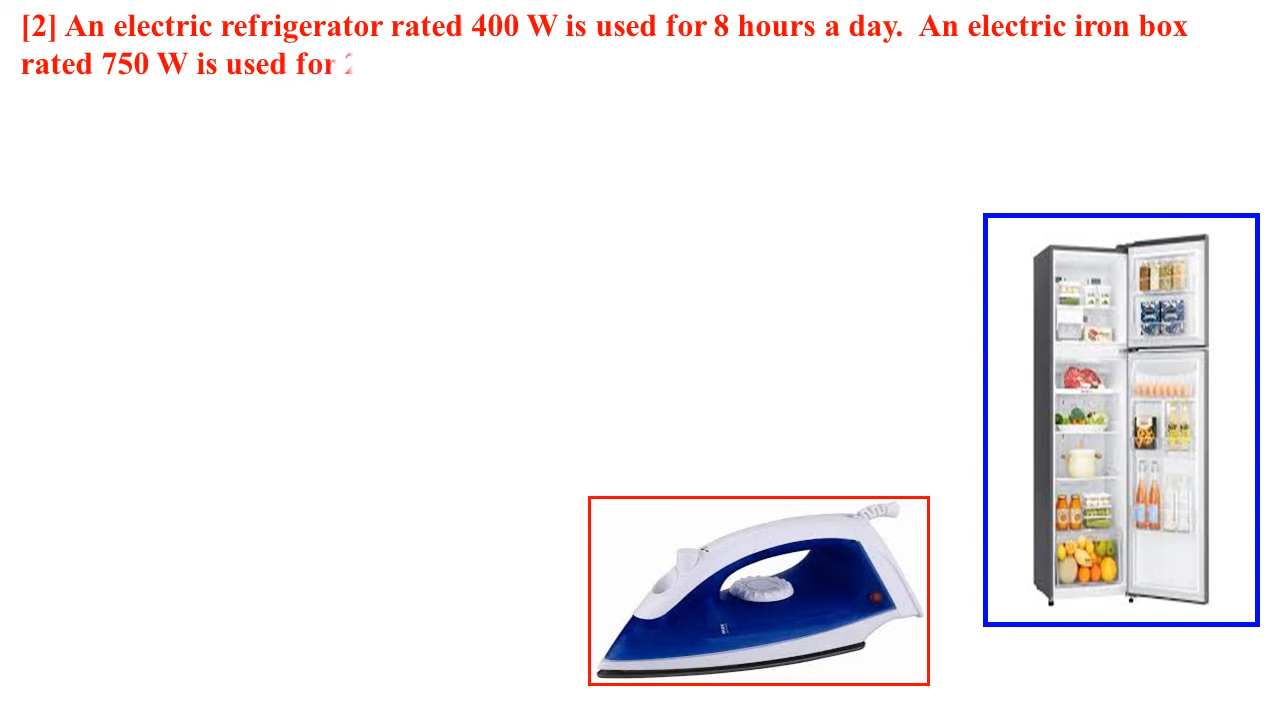 [2] An electric refrigerator rated 400 W is used for 8 hours a day. An electric iron box
rated 750 W is used for